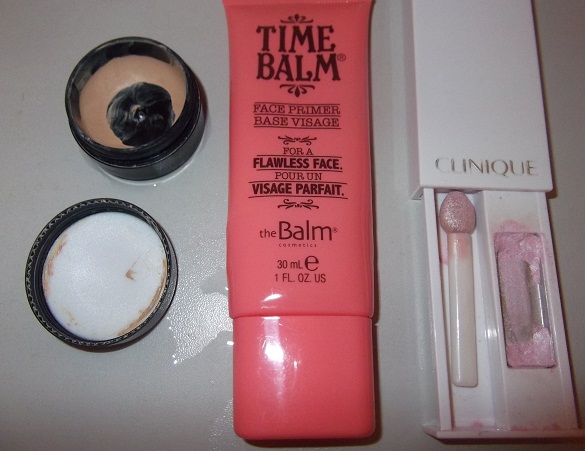 TIME
BALM®
FACE PRIMER
BASE VISAGE
FOR A
FLAWLESS FACE.
POUR UN
VISAGE PARFAIT.
theBalm®
cosmetics
30 mL℮
1 FL. OZ. US
CLINIQUE